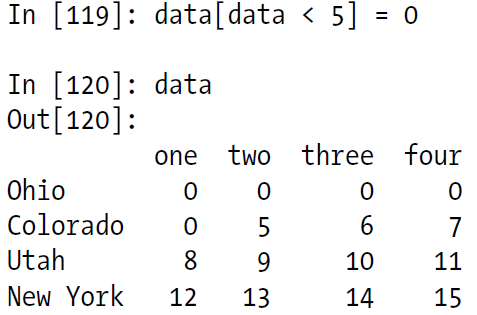 In [119]: data[data < 5] = 0
In [120]: data
Out[120]:
one two three four
Ohio 0 0 0 0
Colorado 0 5 6 7
Utah 8 9 10 11
New York 12 13 14 15